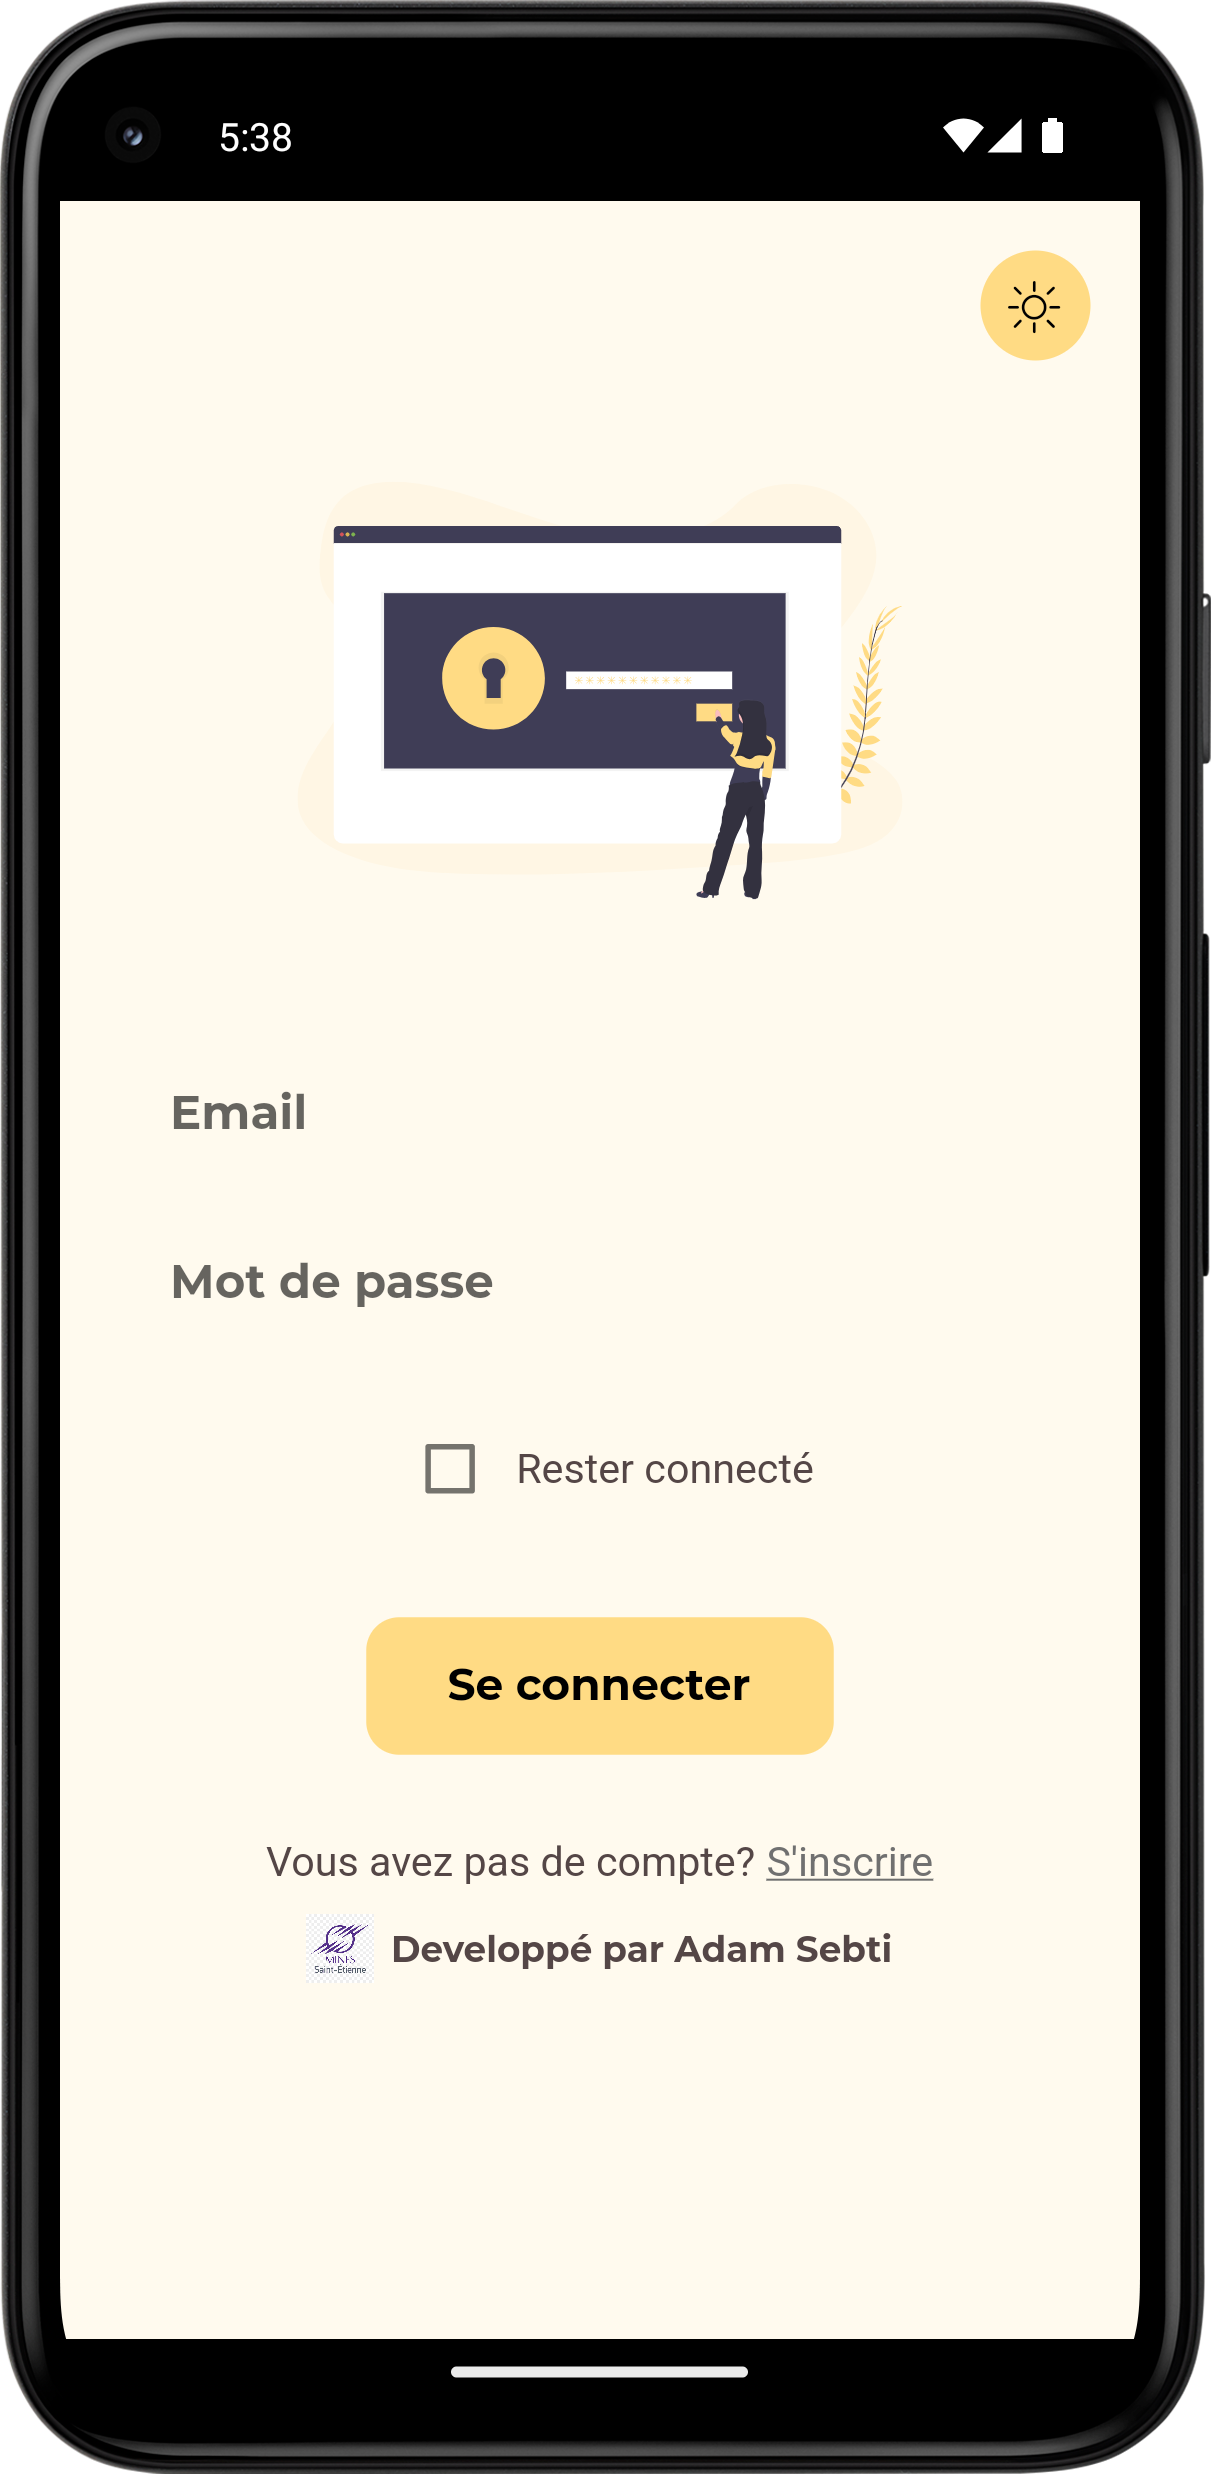 5:38
***********
Email
Mot de passe
Rester connecté
Se connecter
Vous avez pas de compte? S'inscrire
MINES
Saint-Étienne
Developpé par Adam Sebti